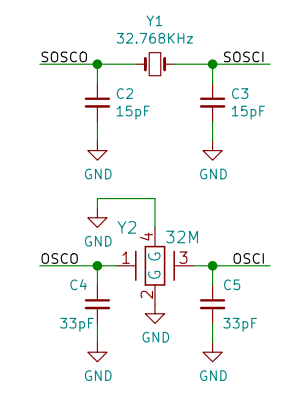 Y1
32.768KHz
SOSCO
SOSCI
C2
15pF
C3
15pF
GND
GND
GND
Y2
4
32M
OSCO
1
G
G
3
OSCI
2
C4
33pF
C5
33pF
GND
GND
GND